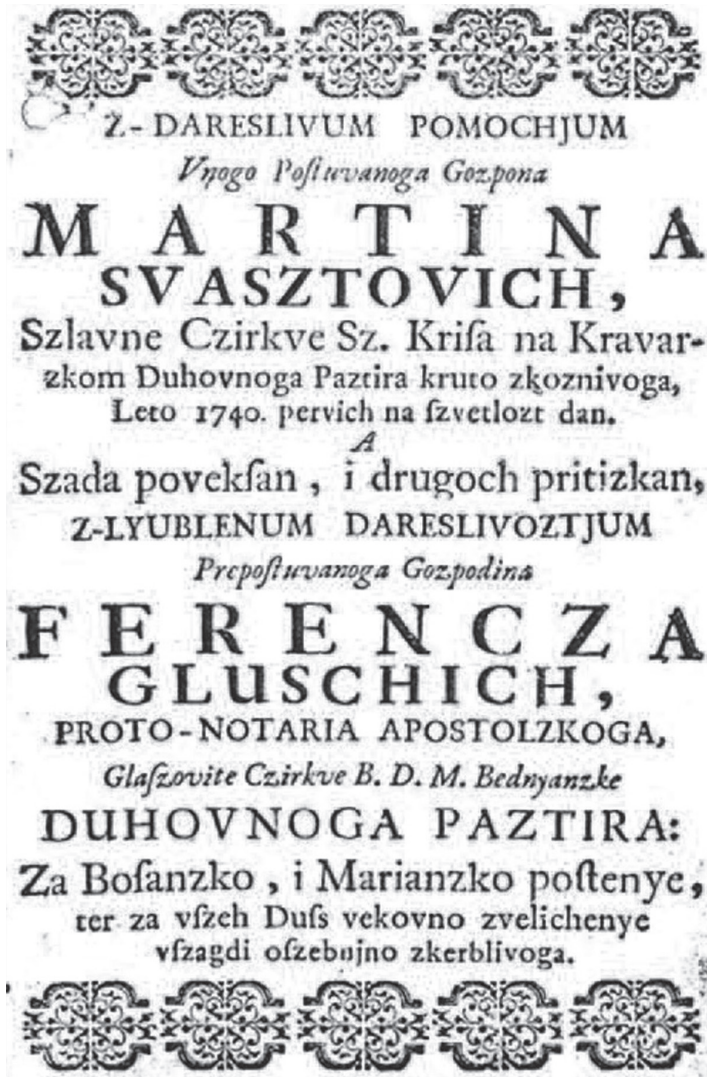 Z-DARESLIVUM POMOCHJUM
Vnogo Poſtuvanoga Gozpona
MARTINA
SVASZTOVICH,
Szlavne Czirkve Sz. Kriſa na Kravar-
zkom Duhovnoga Paztira kruto zkoznivoga,
Leto 1740. pervich na ſzvetlozt dan.
A
Szada povekſan, i drugoch pritizkan,
Z-LYUBLENUM DARESLIVOZTJUM
Prepoſtuvanoga Gozpodina
FERENCZA
GLUSCHICH,
PROTO-NOTARIA APOSTOLZKOGA,
Glaſzovite Czirkve B. D. M. Bednyanzke
DUHOVNOGA PAZTIRA:
Za Boſanzko, i Marianzko poſtenye,
ter za vſzeh Duſs vekovno zvelichenye
vſzagdi oſzebujno zkerblivoga.